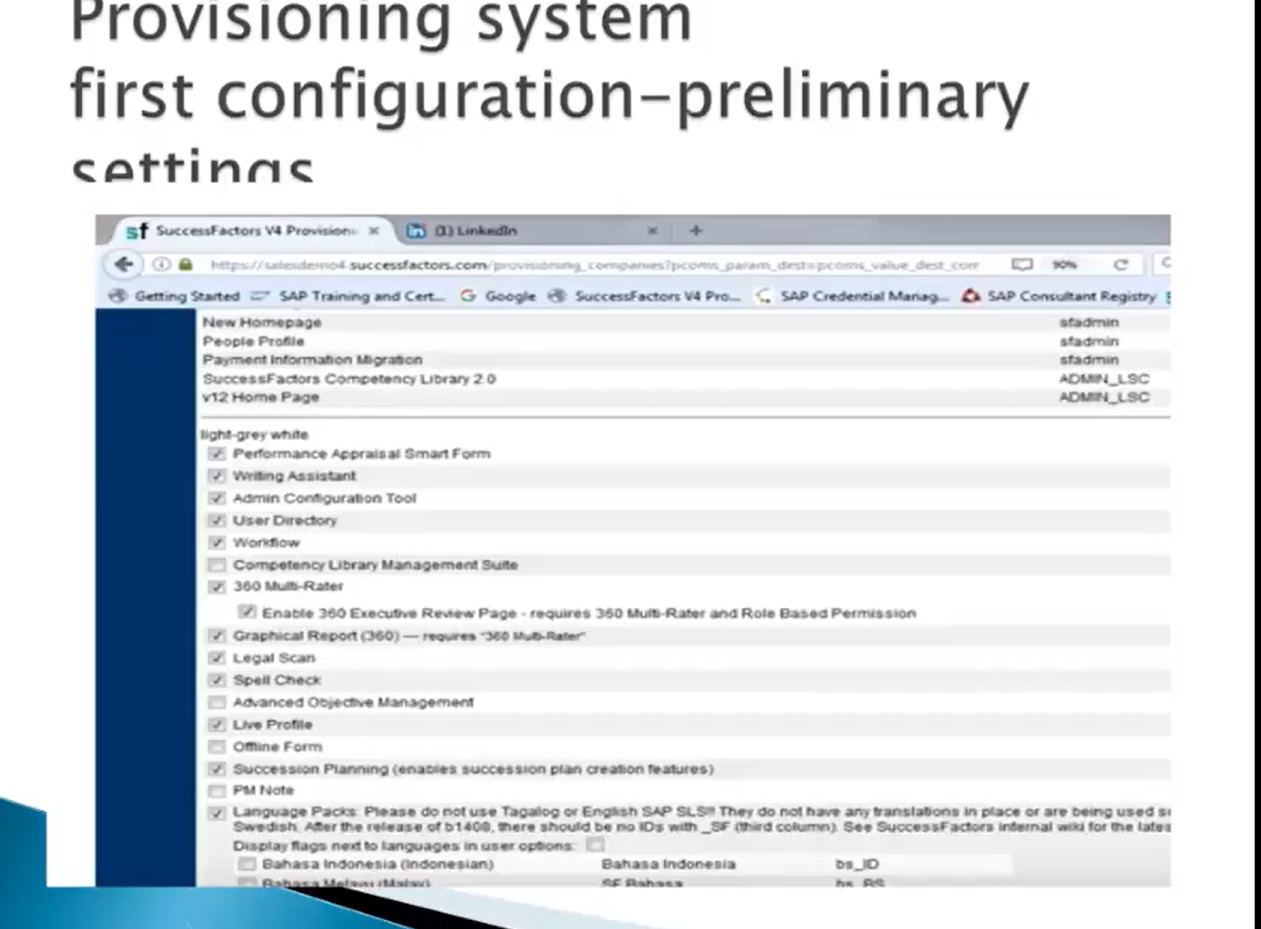 Provisioning system
first configuration-preliminary
settings
sf SuccessFactors V4 Provision
(1) LinkedIn
https://salesdemo4.successfactors.com/provisioning_companies?pcoms_param_dest=pcoms_value_dest_comr 90%
Getting Started SAP Training and Cert... Google SuccessFactors V4 Pro... SAP Credential Manag... SAP Consultant Registry
New Homepage sfadmin
People Profile sfadmin
Payment Information Migration sfadmin
SuccessFactors Competency Library 2.0 ADMIN_LSC
v12 Home Page ADMIN_LSC
light-grey white
Performance Appraisal Smart Form
Writing Assistant
Admin Configuration Tool
User Directory
Workflow
Competency Library Management Suite
360 Multi-Rater
Enable 360 Executive Review Page - requires 360 Multi-Rater and Role Based Permission
Graphical Report (360) — requires "360 Multi-Rater"
Legal Scan
Spell Check
Advanced Objective Management
Live Profile
Offline Form
Succession Planning (enables succession plan creation features)
PM Note
Language Packs: Please do not use Tagalog or English SAP SLS!! They do not have any translations in place or are being used
Swedish. After the release of b1408, there should be no IDs with _SF (third column). See SuccessFactors internal wiki for the lates
Display flags next to languages in user options:
Bahasa Indonesia (Indonesian) Bahasa Indonesia bs_ID
Bahasa Melayu (Malay) SF Bahasa bs_BS